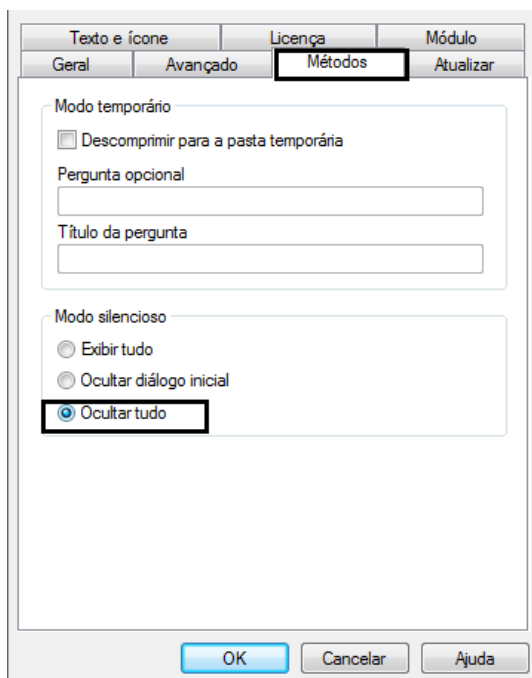 Texto e ícone Licença Módulo
Geral Avançado Métodos Atualizar
Modo temporário
Descomprimir para a pasta temporária
Pergunta opcional
Título da pergunta
Modo silencioso
Exibir tudo
Ocultar diálogo inicial
Ocultar tudo
OK Cancelar Ajuda